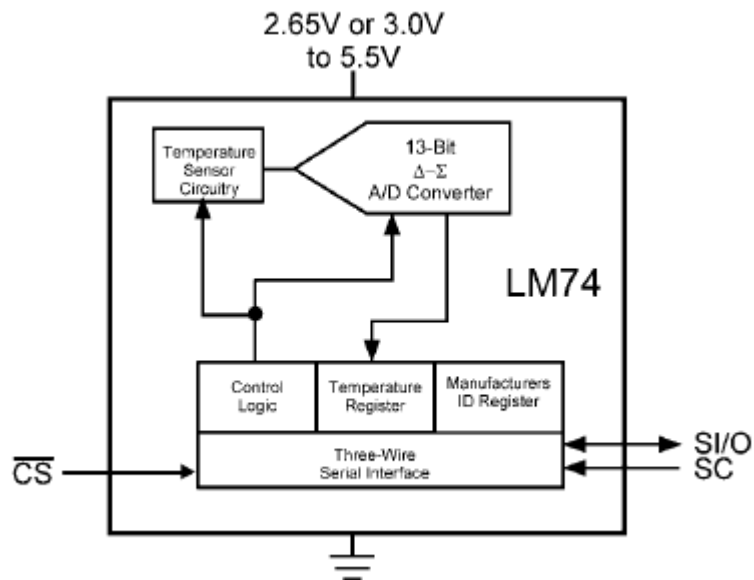 2.65V or 3.0V
to 5.5V
Temperature
Sensor
Circuitry
13-Bit
Δ–Σ
A/D Converter
LM74
Control
Logic
Temperature
Register
Manufacturers
ID Register
Three-Wire
Serial Interface
C̅S̅
SI/O
SC